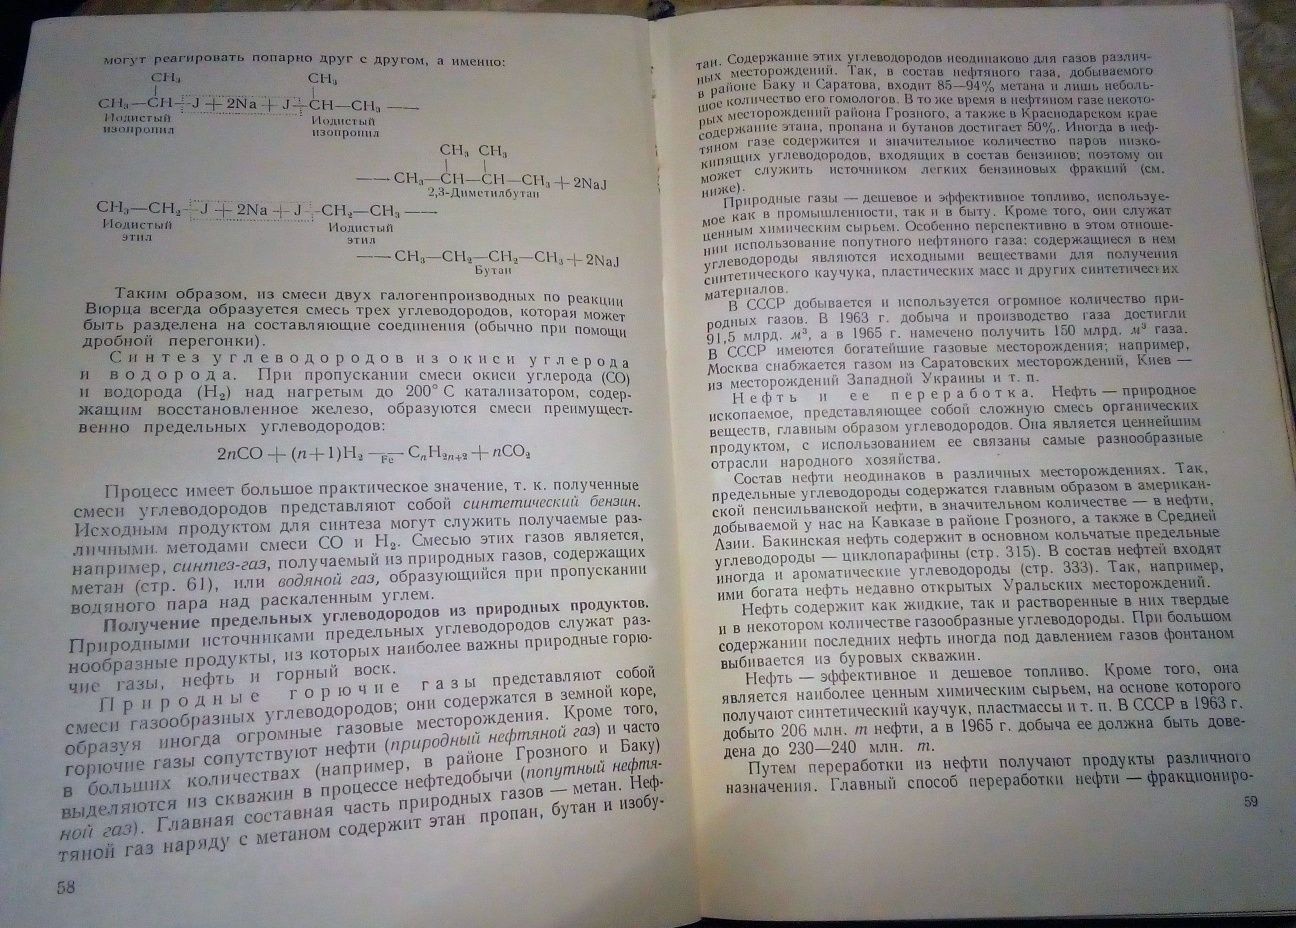 могут реагировать попарно друг с другом, а именно:
CH₃ CH₃
CH₃—CH—J + 2Na + J—CH—CH₃ ——
Иодистый Иодистый
изопропил изопропил
CH₃ CH₃
—— CH₃—CH—CH—CH₃ + 2NaJ
2,3-Диметилбутан
CH₃—CH₂—J + 2Na + J—CH₂—CH₃ ——
Иодистый Иодистый
этил этил
—— CH₃—CH₂—CH₂—CH₃ + 2NaJ
Бутан
Таким образом, из смеси двух галогенпроизводных по реакции
Вюрца всегда образуется смесь трех углеводородов, которая может
быть разделена на составляющие соединения (обычно при помощи
дробной перегонки).
Синтез углеводородов из окиси углерода
и водорода. При пропускании смеси окиси углерода (CO)
и водорода (H₂) над нагретым до 200° C катализатором, содер-
жащим восстановленное железо, образуются смеси преимущест-
венно предельных углеводородов:
2nCO + (n+1)H₂ —Fe— CₙH₂ₙ₊₂ + nCO₂
Процесс имеет большое практическое значение, т. к. полученные
смеси углеводородов представляют собой синтетический бензин.
Исходным продуктом для синтеза могут служить получаемые раз-
личными методами смеси CO и H₂. Смесью этих газов является,
например, синтез-газ, получаемый из природных газов, содержащих
метан (стр. 61), или водяной газ, образующийся при пропускании
водяного пара над раскаленным углем.
Получение предельных углеводородов из природных продуктов.
Природными источниками предельных углеводородов служат раз-
нообразные продукты, из которых наиболее важны природные горю-
чие газы, нефть и горный воск.
Природные горючие газы представляют собой
смеси газообразных углеводородов; они содержатся в земной коре,
образуя иногда огромные газовые месторождения. Кроме того,
горючие газы сопутствуют нефти (природный нефтяной газ) и часто
в больших количествах (например, в районе Грозного и Баку)
выделяются из скважин в процессе нефтедобычи (попутный нефтя-
ной газ). Главная составная часть природных газов — метан. Неф-
тяной газ наряду с метаном содержит этан пропан, бутан и изобу-
58
тан. Содержание этих углеводородов неодинаково для газов различ-
ных месторождений. Так, в состав нефтяного газа, добываемого
в районе Баку и Саратова, входит 85—94% метана и лишь неболь-
шое количество его гомологов. В то же время в нефтяном газе некото-
рых месторождений района Грозного, а также в Краснодарском крае
содержание этана, пропана и бутанов достигает 50%. Иногда в неф-
тяном газе содержится и значительное количество паров низко-
кипящих углеводородов, входящих в состав бензинов; поэтому он
может служить источником легких бензиновых фракций (см.
ниже).
Природные газы — дешевое и эффективное топливо, используе-
мое как в промышленности, так и в быту. Кроме того, они служат
ценным химическим сырьем. Особенно перспективно в этом отноше-
нии использование попутного нефтяного газа: содержащиеся в нем
углеводороды являются исходными веществами для получения
синтетического каучука, пластических масс и других синтетических
материалов.
В СССР добывается и используется огромное количество при-
родных газов. В 1963 г. добыча и производство газа достигли
91,5 млрд. м³, а в 1965 г. намечено получить 150 млрд. м³ газа.
В СССР имеются богатейшие газовые месторождения; например,
Москва снабжается газом из Саратовских месторождений, Киев —
из месторождений Западной Украины и т. п.
Нефть и ее переработка. Нефть — природное
ископаемое, представляющее собой сложную смесь органических
веществ, главным образом углеводородов. Она является ценнейшим
продуктом, с использованием ее связаны самые разнообразные
отрасли народного хозяйства.
Состав нефти неодинаков в различных месторождениях. Так,
предельные углеводороды содержатся главным образом в американ-
ской пенсильванской нефти, в значительном количестве — в нефти,
добываемой у нас на Кавказе в районе Грозного, а также в Средней
Азии. Бакинская нефть содержит в основном кольчатые предельные
углеводороды — циклопарафины (стр. 315). В состав нефтей входят
иногда и ароматические углеводороды (стр. 333). Так, например,
ими богата нефть недавно открытых Уральских месторождений.
Нефть содержит как жидкие, так и растворенные в них твердые
и в некотором количестве газообразные углеводороды. При большом
содержании последних нефть иногда под давлением газов фонтаном
выбивается из буровых скважин.
Нефть — эффективное и дешевое топливо. Кроме того, она
является наиболее ценным химическим сырьем, на основе которого
получают синтетический каучук, пластмассы и т. п. В СССР в 1963 г.
добыто 206 млн. т нефти, а в 1965 г. добыча ее должна быть дове-
дена до 230—240 млн. т.
Путем переработки из нефти получают продукты различного
назначения. Главный способ переработки нефти — фракциониро-
59